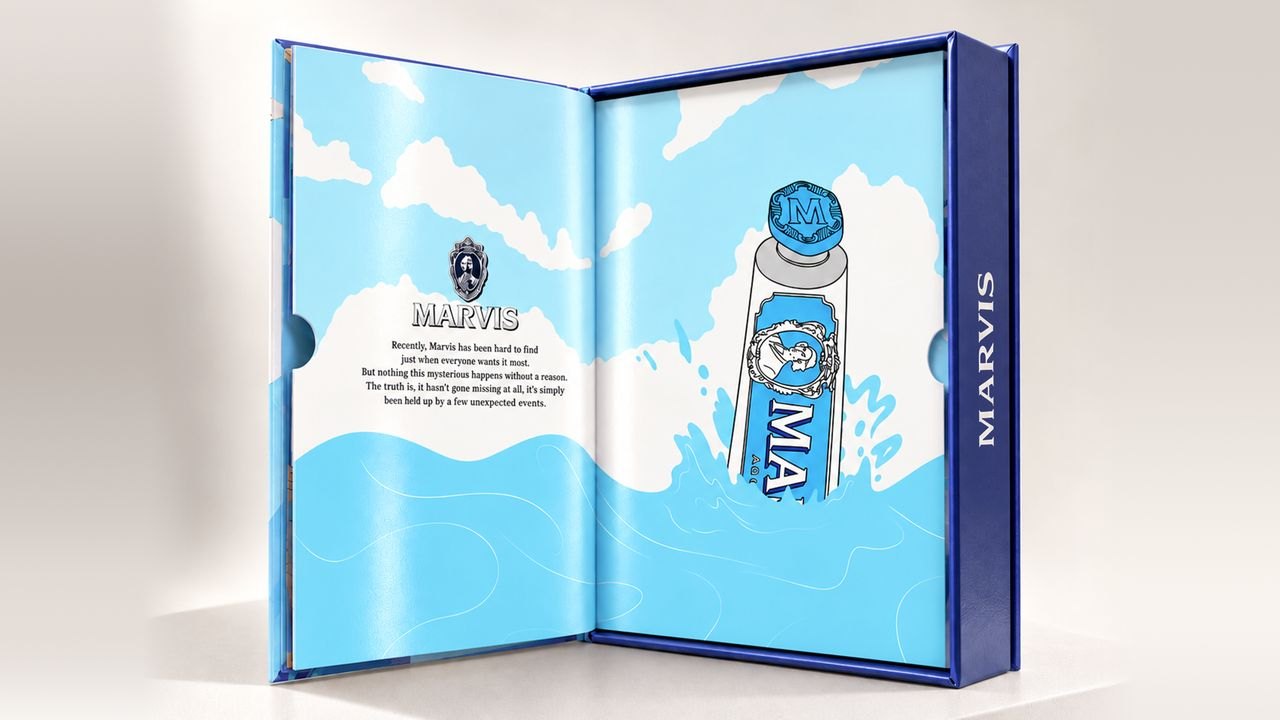 MARVIS
Recently, Marvis has been hard to find
just when everyone wants it most.
But nothing this mysterious happens without a reason.
The truth is, it hasn't gone missing at all, it's simply
been held up by a few unexpected events.
M
MA
MARVIS